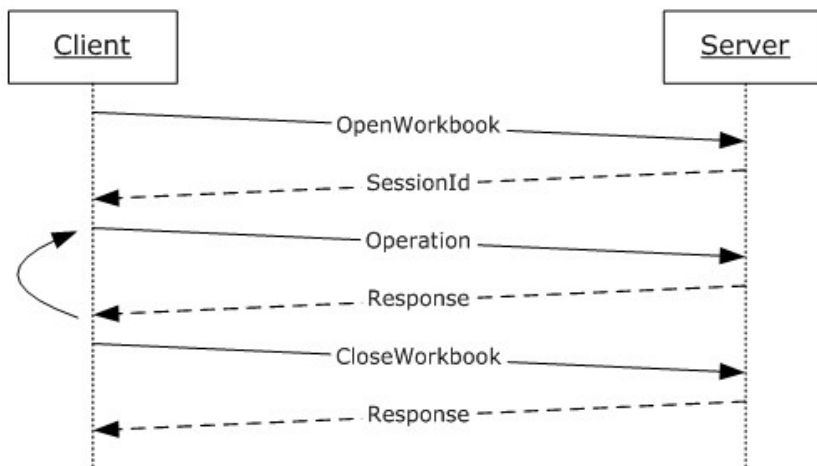 Client
Server
OpenWorkbook
SessionId
Operation
Response
CloseWorkbook
Response